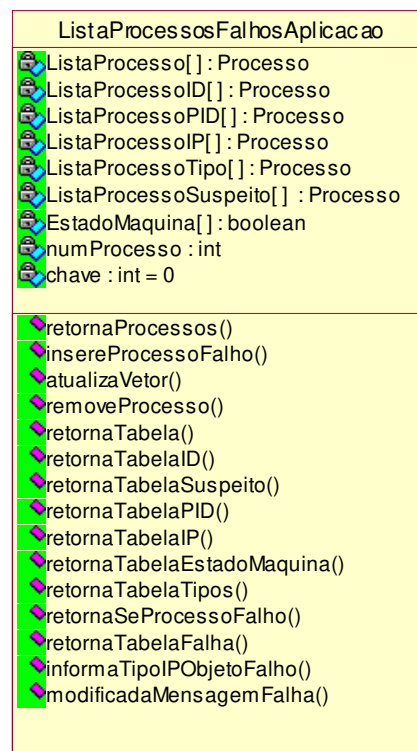 ListaProcessosFalhosAplicacao
ListaProcesso[] : Processo
ListaProcessoID[] : Processo
ListaProcessoPID[] : Processo
ListaProcessoIP[] : Processo
ListaProcessoTipo[] : Processo
ListaProcessoSuspeito[] : Processo
EstadoMaquina[] : boolean
numProcesso : int
chave : int = 0
retornaProcessos()
insereProcessoFalho()
atualizaVetor()
removeProcesso()
retornaTabela()
retornaTabelaID()
retornaTabelaSuspeito()
retornaTabelaPID()
retornaTabelaIP()
retornaTabelaEstadoMaquina()
retornaTabelaTipos()
retornaSeProcessoFalho()
retornaTabelaFalha()
informaTipoIPObjetoFalho()
modificadaMensagemFalha()